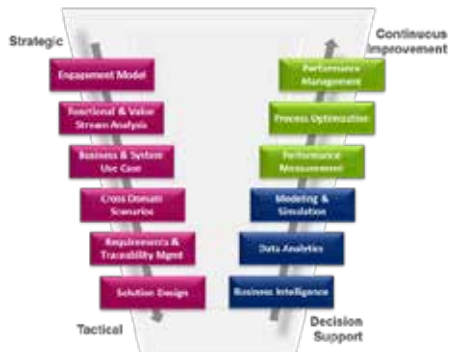 Strategic
Engagement Model
Functional & Value
Stream Analysis
Business & System
Use Case
Cross Domain
Scenarios
Requirements &
Traceability Mgmt
Solution Design
Tactical
Continuous
Improvement
Performance
Management
Process Optimization
Performance
Measurement
Modeling &
Simulation
Data Analytics
Business Intelligence
Decision
Support